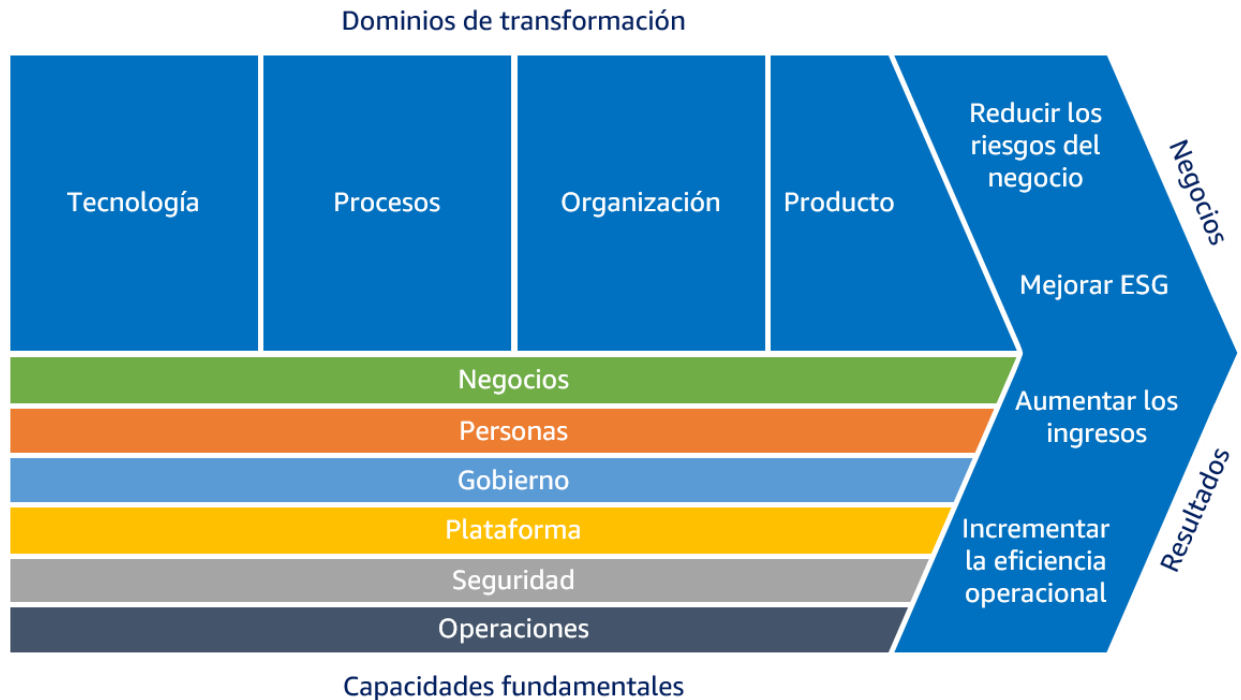 Dominios de transformación
Tecnología
Procesos
Organización
Producto
Reducir los
riesgos del
negocio
Mejorar ESG
Aumentar los
ingresos
Incrementar
la eficiencia
operacional
Negocios
Resultados
Negocios
Personas
Gobierno
Plataforma
Seguridad
Operaciones
Capacidades fundamentales